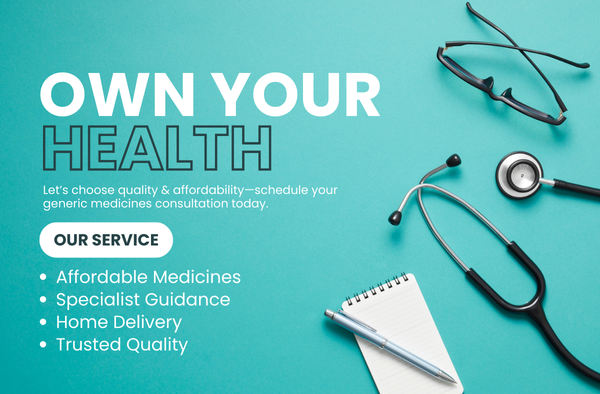 OWN YOUR
HEALTH
Let's choose quality & affordability—schedule your
generic medicines consultation today.
OUR SERVICE
• Affordable Medicines
• Specialist Guidance
• Home Delivery
• Trusted Quality